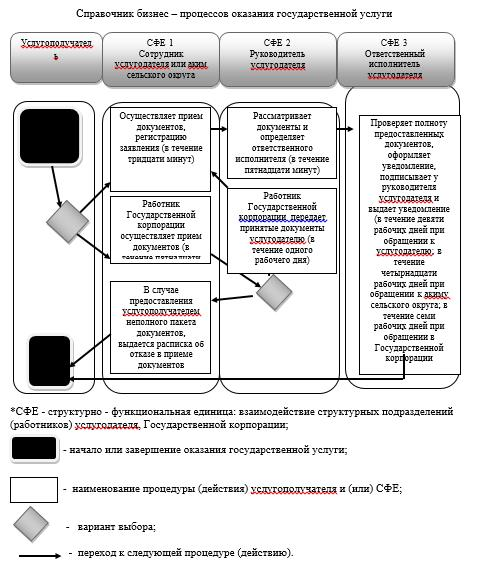 Справочник бизнес – процессов оказания государственной услуги
Услугополучател
ь
СФЕ 1
Сотрудник
услугодателя или аким
сельского округа
СФЕ 2
Руководитель
услугодателя
СФЕ 3
Ответственный
исполнитель
услугодателя
Осуществляет прием
документов,
регистрацию
заявления (в течение
тридцати минут)
Работник
Государственной
корпорации
осуществляет прием
документов (в
течение пятнадцати
В случае
предоставления
услугополучателем
неполного пакета
документов,
выдается расписка об
отказе в приеме
документов
Рассматривает
документы и
определяет
ответственного
исполнителя (в течение
пятнадцати минут)
Работник
Государственной
корпорации передает
принятые документы
услугодателю (в
течение одного
рабочего дня)
Проверяет полноту
предоставленных
документов,
оформляет
уведомление,
подписывает у
руководителя
услугодателя и
выдает уведомление
(в течение девяти
рабочих дней при
обращении к
услугодателю, в
течение
четырнадцати
рабочих дней при
обращении к акиму
сельского округа; в
течение семи
рабочих дней при
обращении в
Государственной
корпорации
*СФЕ - структурно - функциональная единица: взаимодействие структурных подразделений
(работников) услугодателя, Государственной корпорации;
- начало или завершение оказания государственной услуги;
- наименование процедуры (действия) услугополучателя и (или) СФЕ;
- вариант выбора;
- переход к следующей процедуре (действию).